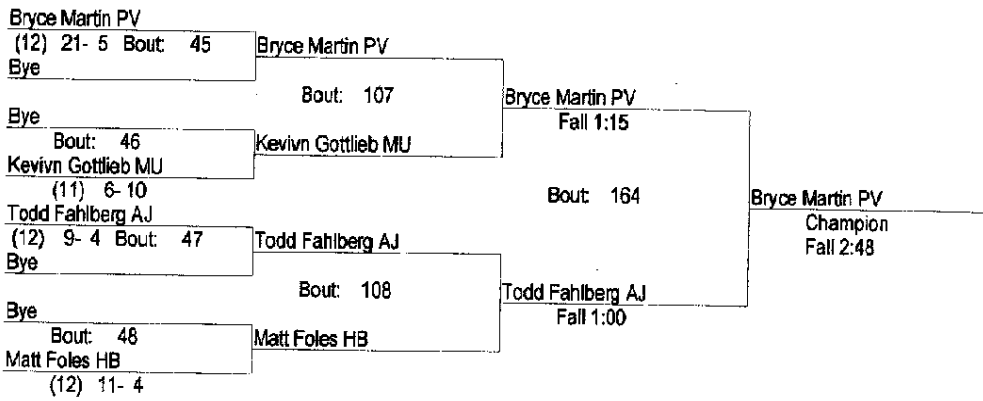 Bryce Martin PV
(12) 21- 5 Bout: 45
Bye
Bryce Martin PV
Bout: 107
Bye
Bout: 46
Kevivn Gottlieb MU
(11) 6- 10
Kevivn Gottlieb MU
Bryce Martin PV
Fall 1:15
Bout: 164
Todd Fahlberg AJ
(12) 9- 4 Bout: 47
Bye
Todd Fahlberg AJ
Bout: 108
Bye
Bout: 48
Matt Foles HB
(12) 11- 4
Matt Foles HB
Todd Fahlberg AJ
Fall 1:00
Bryce Martin PV
Champion
Fall 2:48